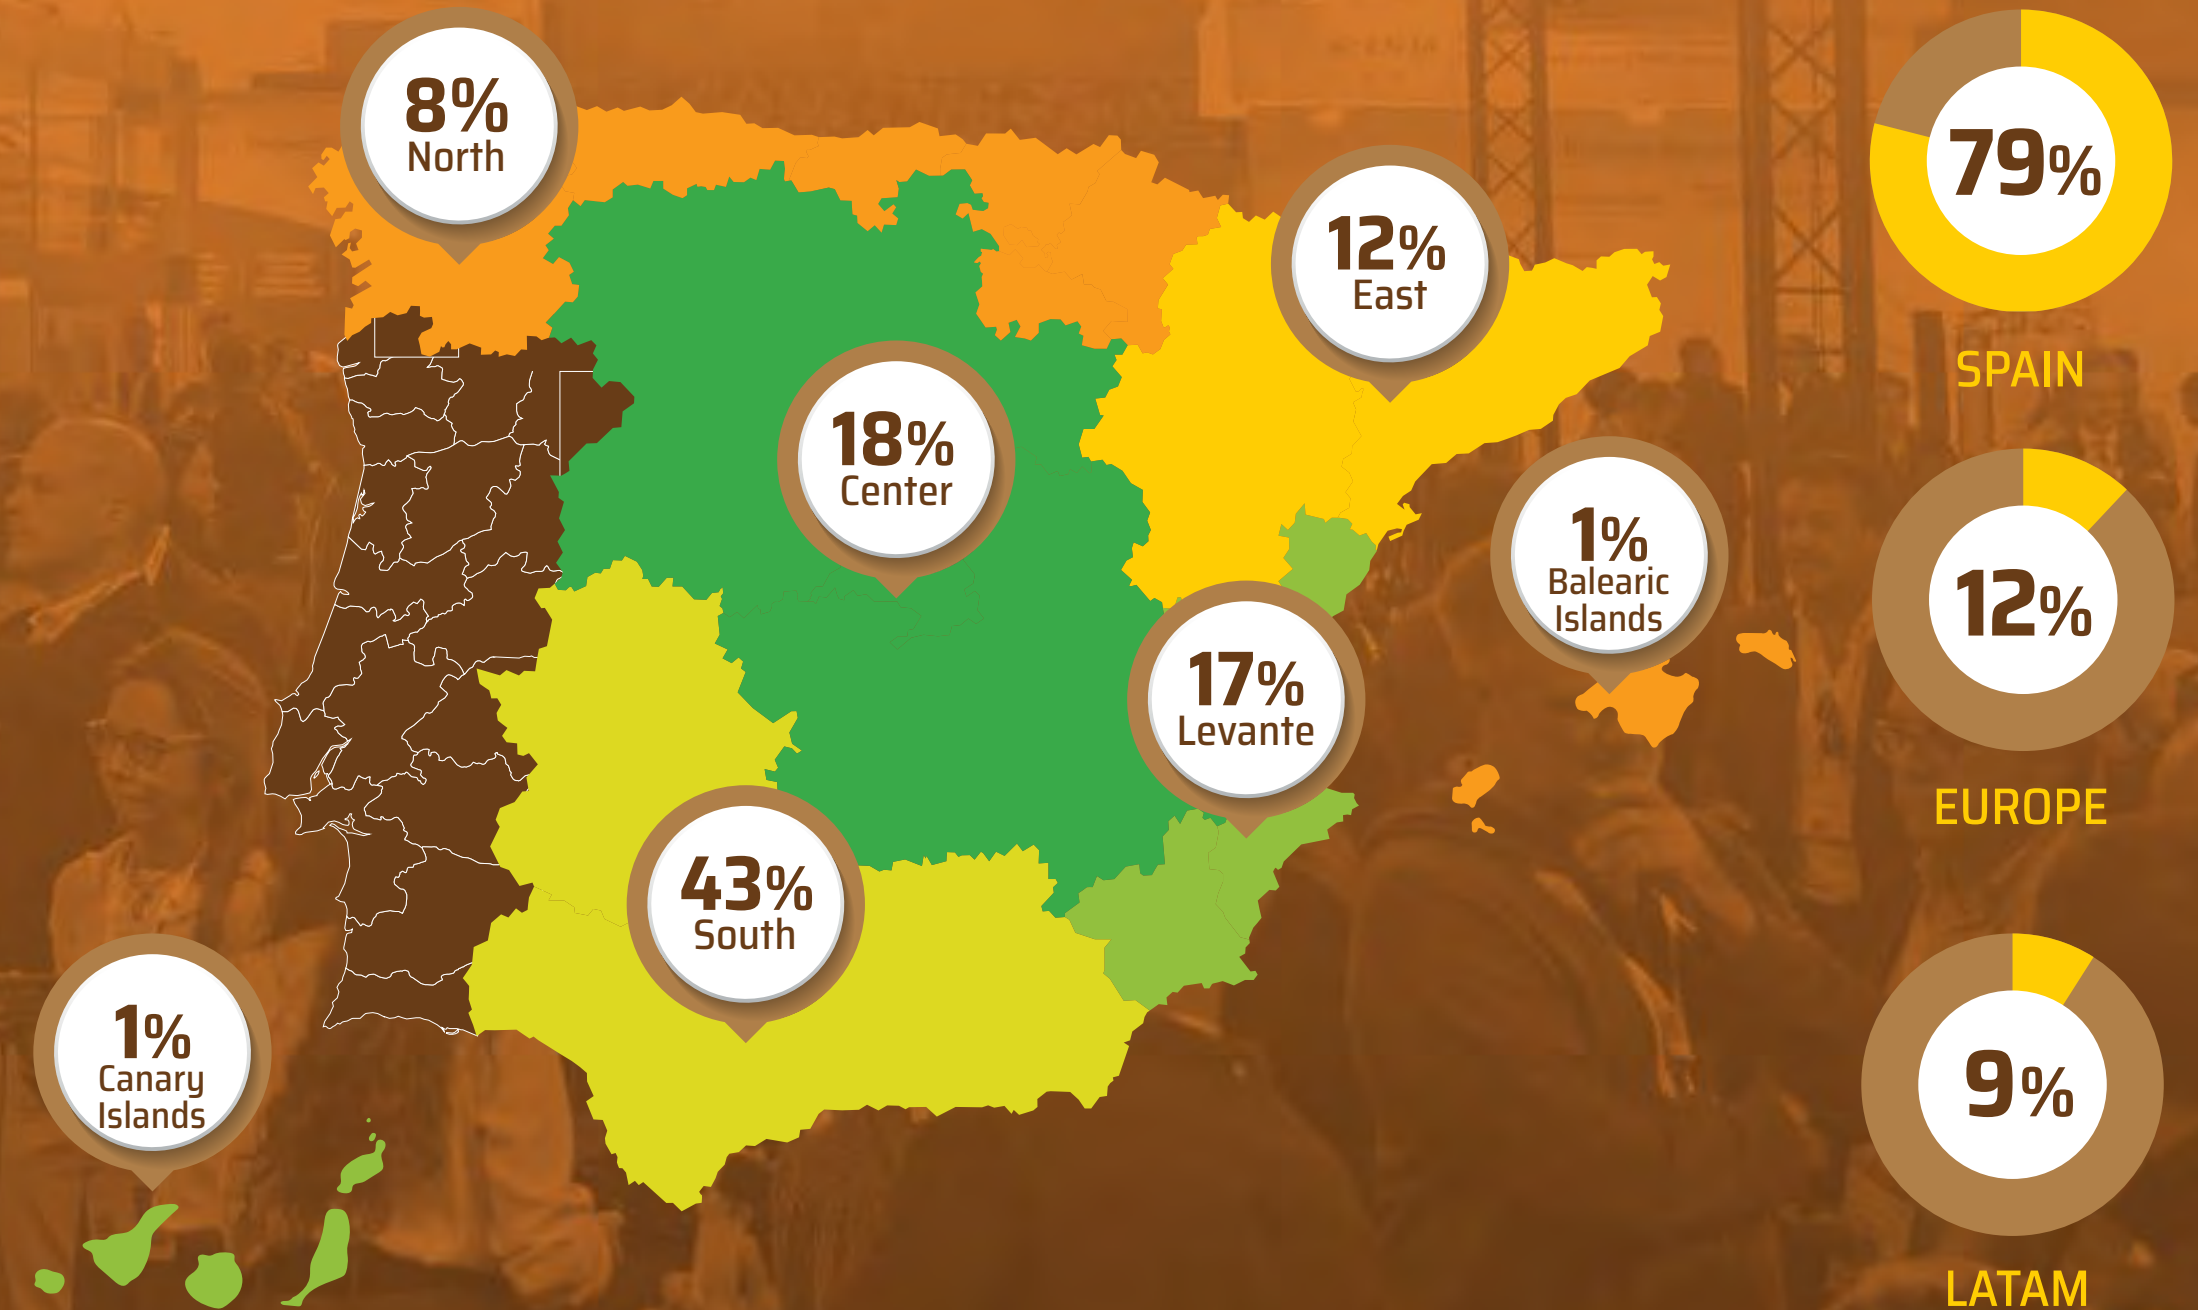 8%
North
12%
East
18%
Center
1%
Balearic
Islands
17%
Levante
43%
South
1%
Canary
Islands
79%
SPAIN
12%
EUROPE
9%
LATAM